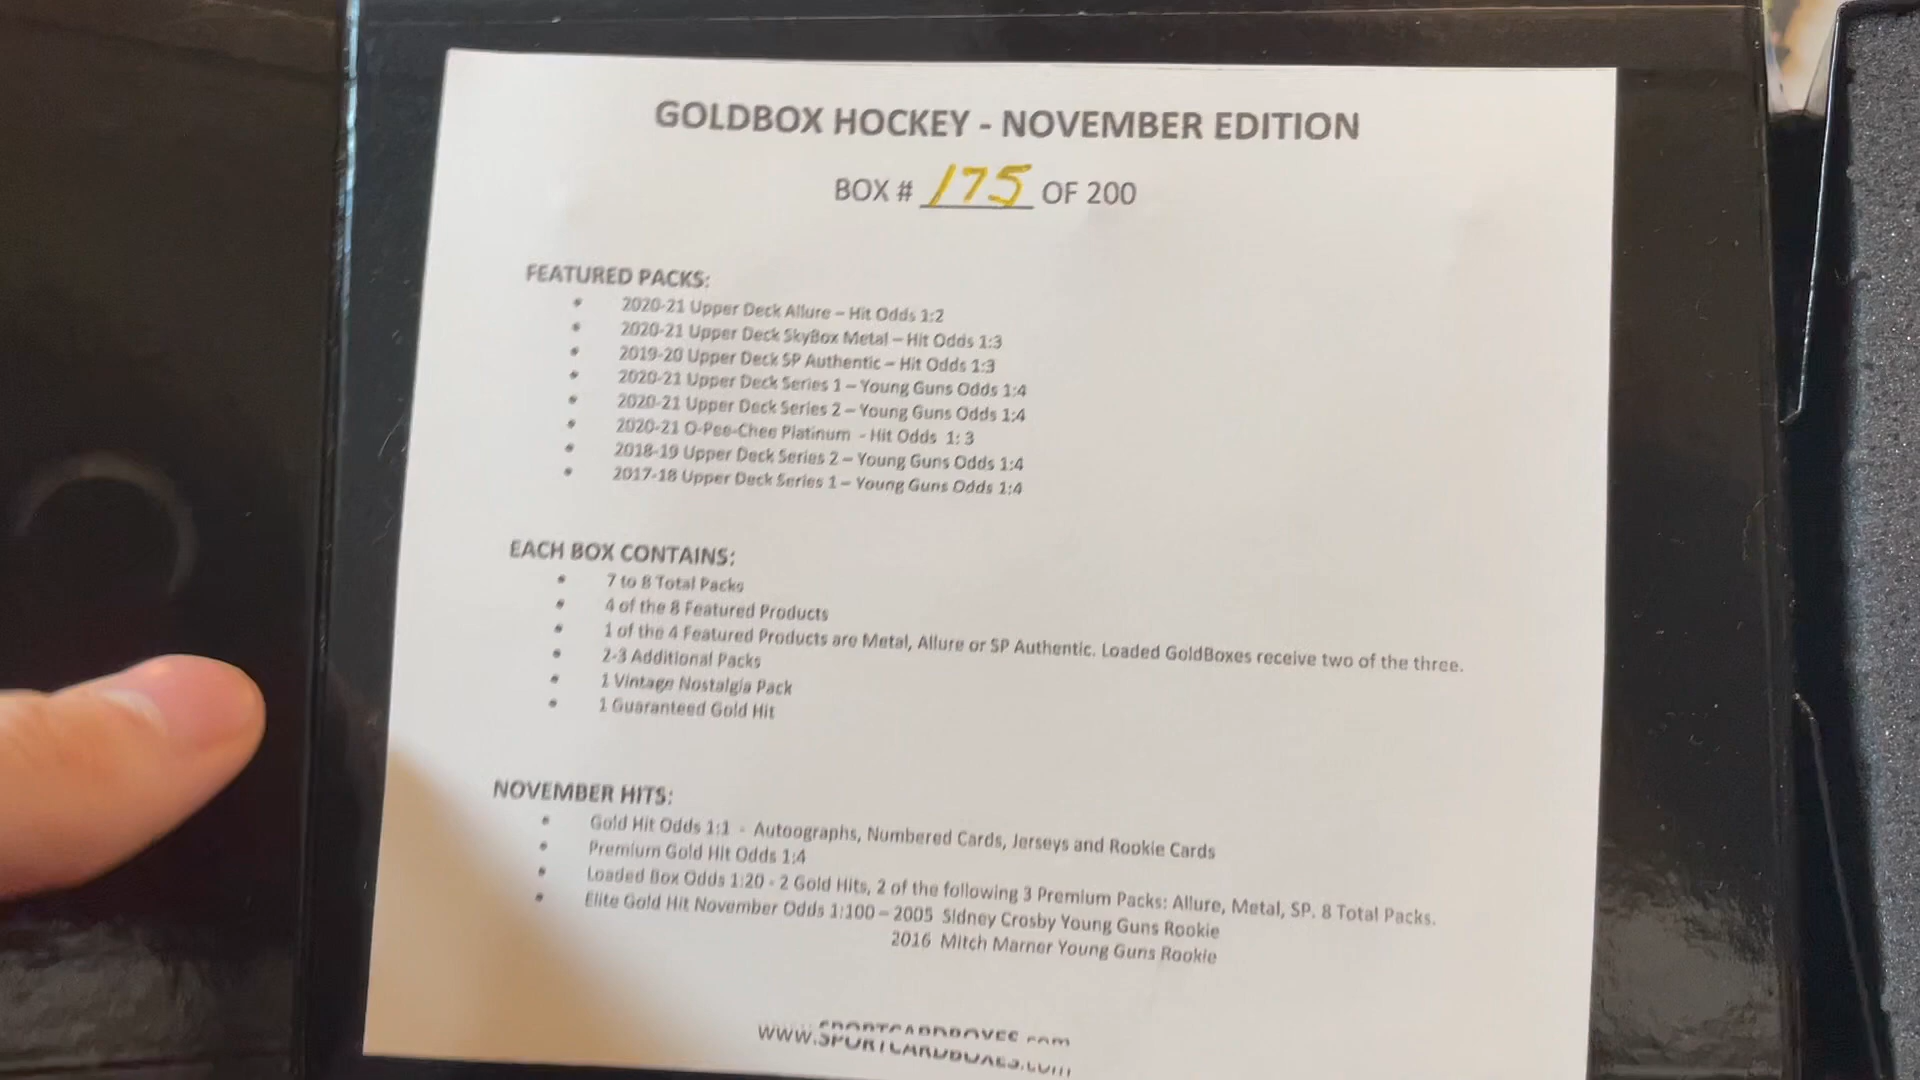 GOLDBOX HOCKEY - NOVEMBER EDITION
BOX # 175 OF 200
FEATURED PACKS:
• 2020-21 Upper Deck Allure – Hit Odds 1:2
• 2020-21 Upper Deck SkyBox Metal – Hit Odds 1:3
• 2019-20 Upper Deck SP Authentic – Hit Odds 1:3
• 2020-21 Upper Deck Series 1 – Young Guns Odds 1:4
• 2020-21 Upper Deck Series 2 – Young Guns Odds 1:4
• 2020-21 O-Pee-Chee Platinum - Hit Odds 1: 3
• 2018-19 Upper Deck Series 2 – Young Guns Odds 1:4
• 2017-18 Upper Deck Series 1 – Young Guns Odds 1:4
EACH BOX CONTAINS:
• 7 to 8 Total Packs
• 4 of the 8 Featured Products
• 1 of the 4 Featured Products are Metal, Allure or SP Authentic. Loaded GoldBoxes receive two of the three.
• 2-3 Additional Packs
• 1 Vintage Nostalgia Pack
• 1 Guaranteed Gold Hit
NOVEMBER HITS:
• Gold Hit Odds 1:1 - Autoographs, Numbered Cards, Jerseys and Rookie Cards
• Premium Gold Hit Odds 1:4
• Loaded Box Odds 1:20 - 2 Gold Hits, 2 of the following 3 Premium Packs: Allure, Metal, SP. 8 Total Packs.
• Elite Gold Hit November Odds 1:100 – 2005 Sidney Crosby Young Guns Rookie
2016 Mitch Marner Young Guns Rookie
www.SPORTCARDBOXES.com